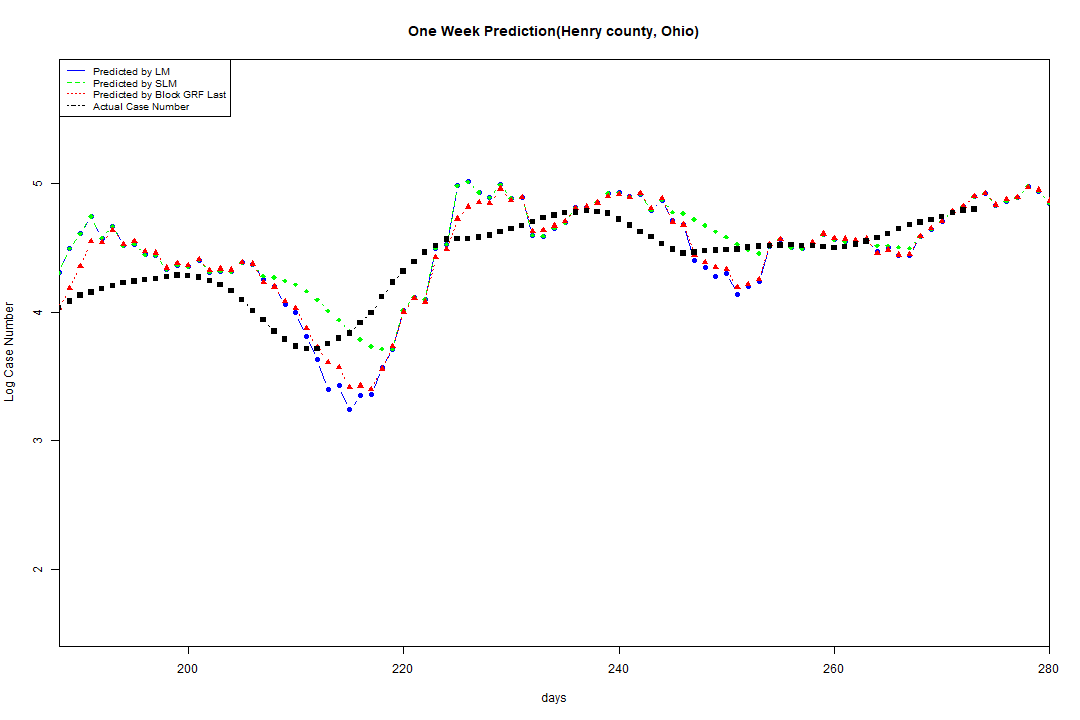 One Week Prediction(Henry county, Ohio)
Predicted by LM
Predicted by SLM
Predicted by Block GRF Last
Actual Case Number
5
4
3
2
Log Case Number
200 220 240 260 280
days